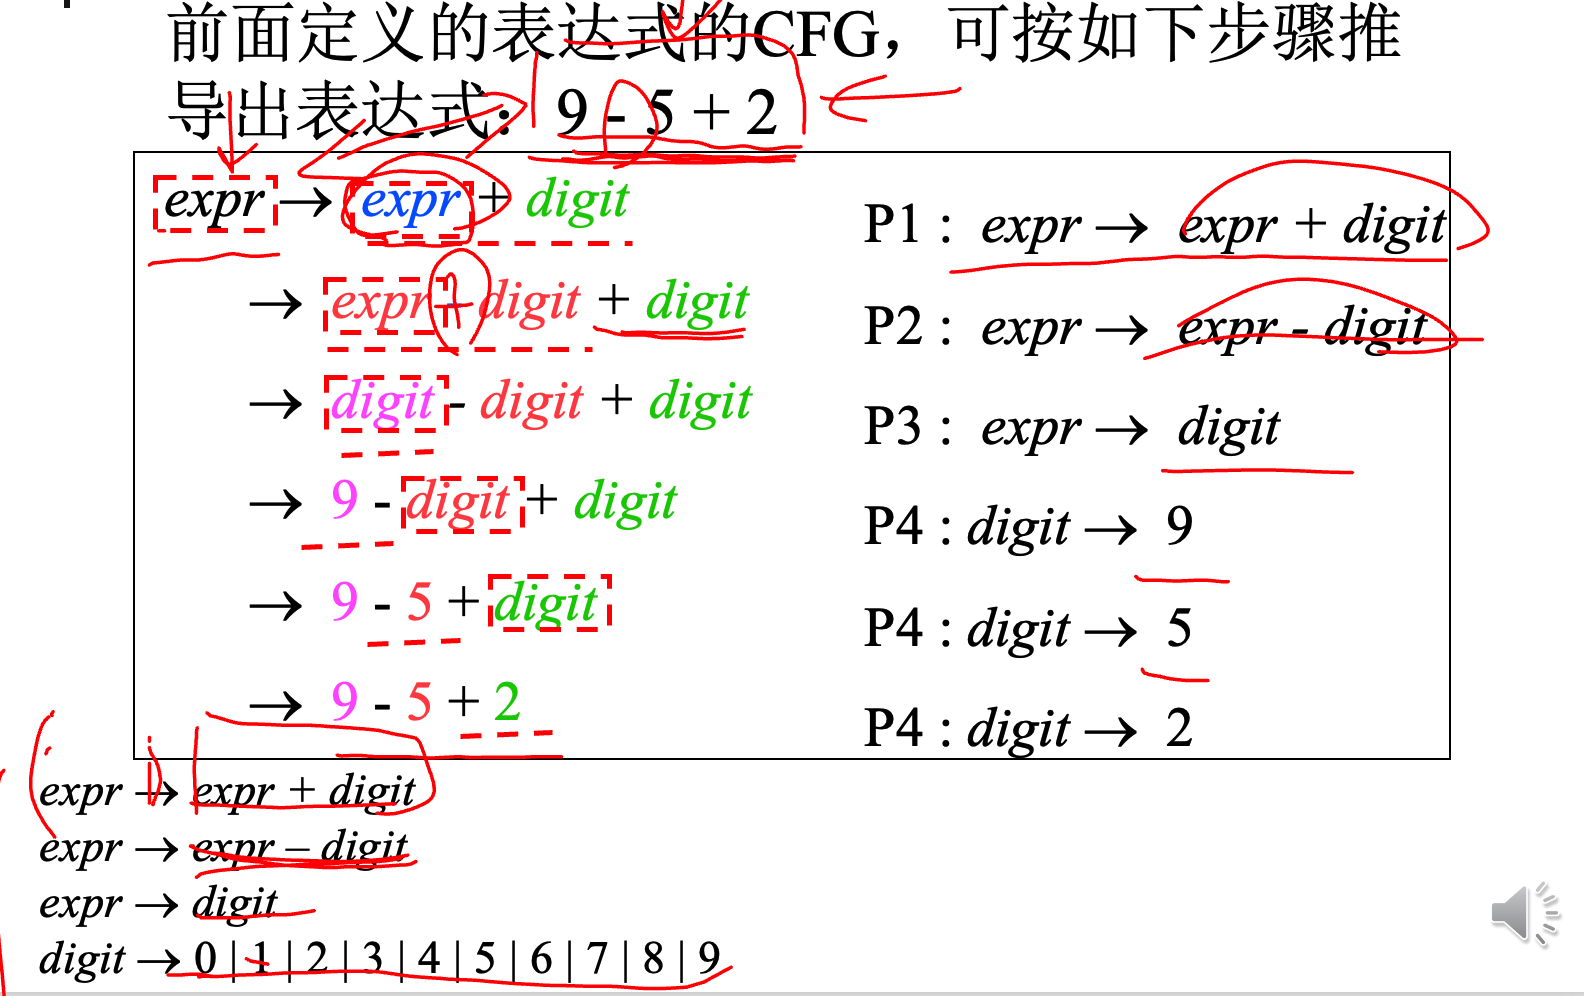 前面定义的表达式的CFG，可按如下步骤推
导出表达式：9 - 5 + 2
expr → expr + digit
→ expr - digit + digit
→ digit - digit + digit
→ 9 - digit + digit
→ 9 - 5 + digit
→ 9 - 5 + 2
P1 : expr → expr + digit
P2 : expr → expr - digit
P3 : expr → digit
P4 : digit → 9
P4 : digit → 5
P4 : digit → 2
expr → expr + digit
expr → expr – digit
expr → digit
digit → 0 | 1 | 2 | 3 | 4 | 5 | 6 | 7 | 8 | 9